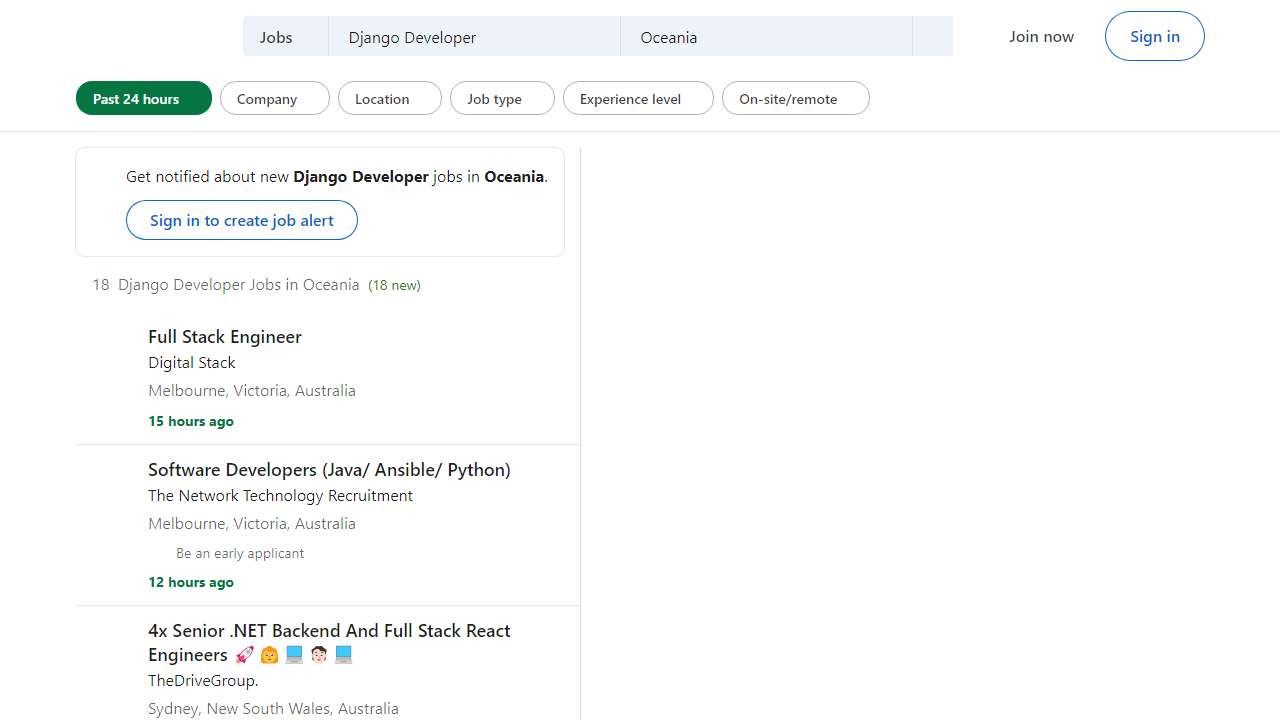 Jobs Django Developer Oceania Join now Sign in
Past 24 hours Company Location Job type Experience level On-site/remote
Get notified about new Django Developer jobs in Oceania.
Sign in to create job alert
18 Django Developer Jobs in Oceania (18 new)
Full Stack Engineer
Digital Stack
Melbourne, Victoria, Australia
15 hours ago
Software Developers (Java/ Ansible/ Python)
The Network Technology Recruitment
Melbourne, Victoria, Australia
Be an early applicant
12 hours ago
4x Senior .NET Backend And Full Stack React
Engineers 🚀 👩‍🦱 💻 👨🏻 💻
TheDriveGroup.
Sydney, New South Wales, Australia